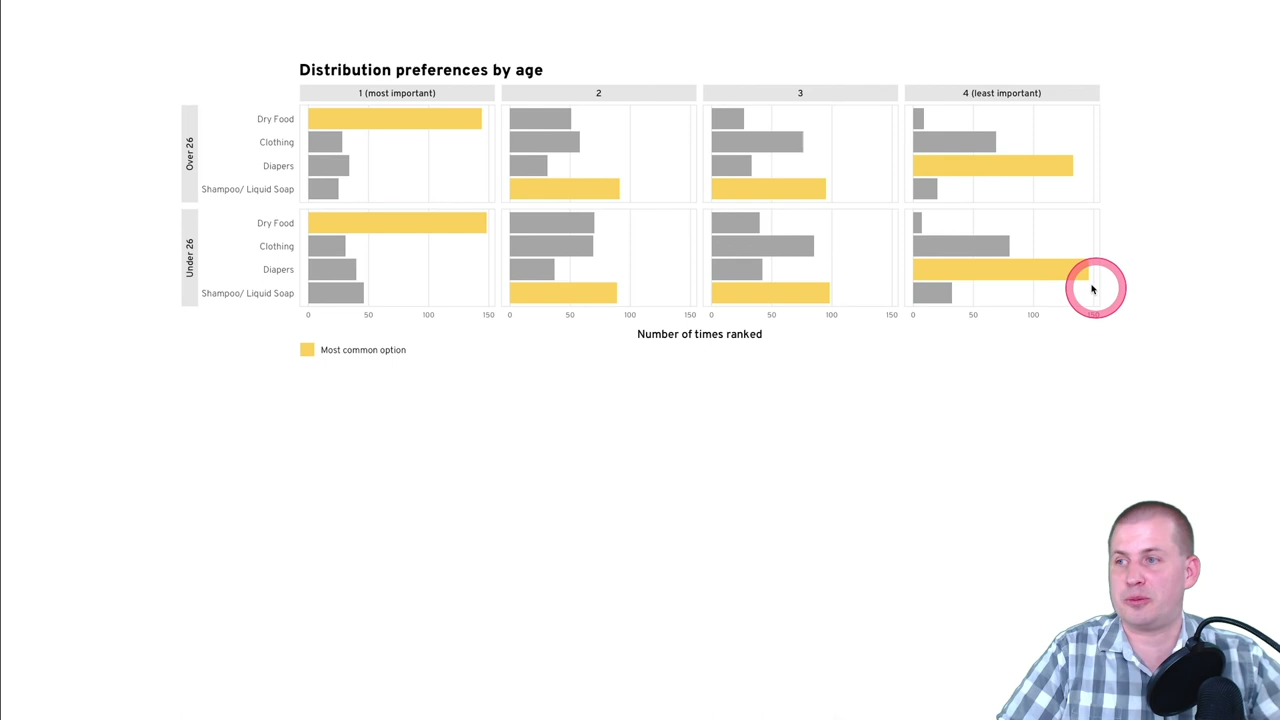 Distribution preferences by age
1 (most important) 2 3 4 (least important)
Over 26
Dry Food
Clothing
Diapers
Shampoo/ Liquid Soap
Under 26
Dry Food
Clothing
Diapers
Shampoo/ Liquid Soap
0 50 100 150 0 50 100 150 0 50 100 150 0 50 100 150
Number of times ranked
Most common option